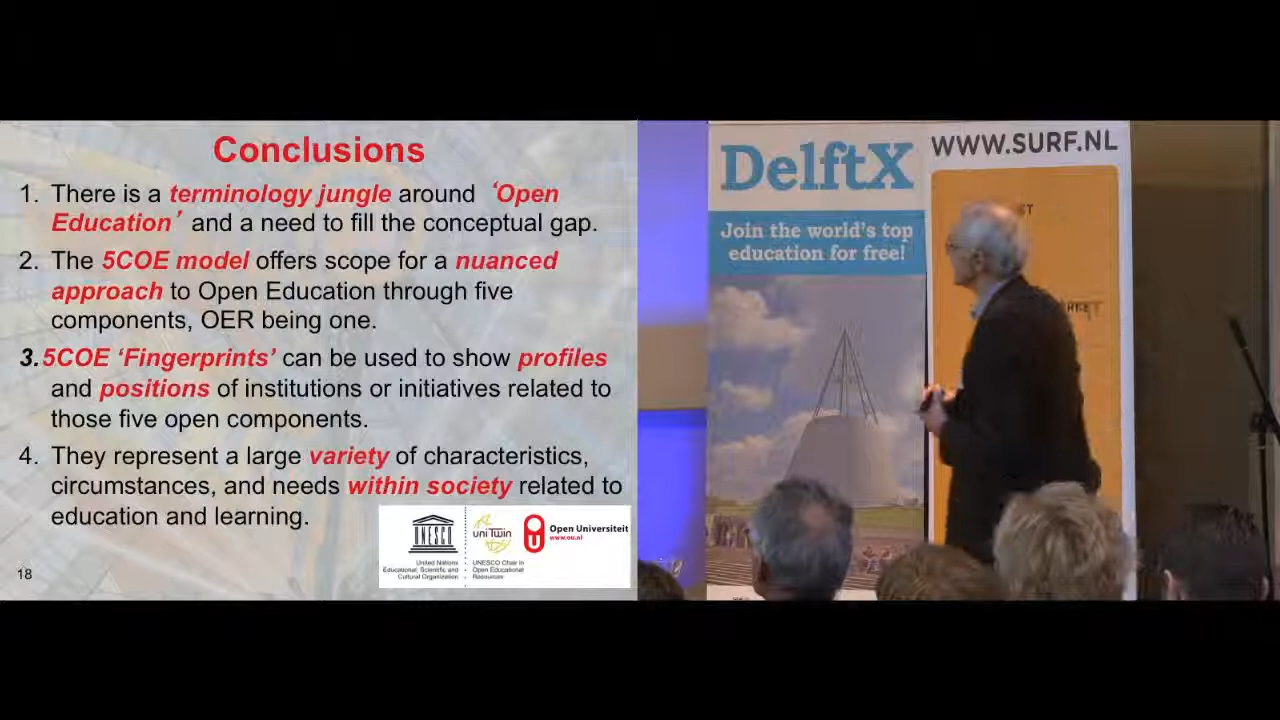 Conclusions
1. There is a terminology jungle around ‘Open
Education’ and a need to fill the conceptual gap.
2. The 5COE model offers scope for a nuanced
approach to Open Education through five
components, OER being one.
3. 5COE ‘Fingerprints’ can be used to show profiles
and positions of institutions or initiatives related to
those five open components.
4. They represent a large variety of characteristics,
circumstances, and needs within society related to
education and learning.
18
UNESCO
United Nations
Educational, Scientific and
Cultural Organization
uniTwin
UNESCO Chair in
Open Educational
Resources
Open Universiteit
www.ou.nl
DelftX
Join the world's top
education for free!
WWW.SURF.NL